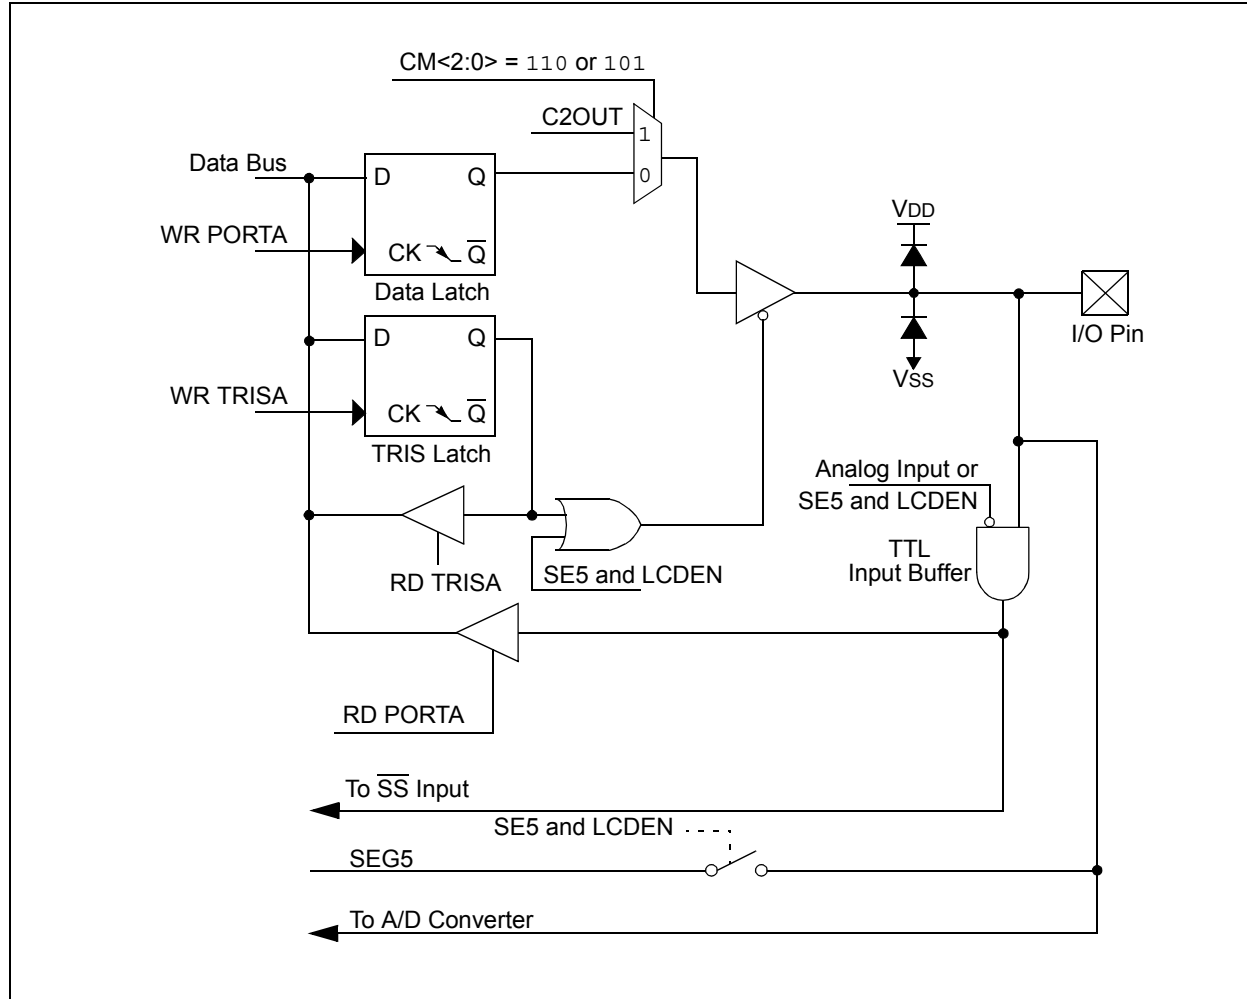 CM<2:0> = 110 or 101
C2OUT
1
0
Data Bus
D
Q
WR PORTA
CK
Q̅
Data Latch
VDD
I/O Pin
VSS
D
Q
WR TRISA
CK
Q̅
TRIS Latch
Analog Input or
SE5 and LCDEN
TTL
Input Buffer
RD TRISA
SE5 and LCDEN
RD PORTA
To S̅S̅ Input
SE5 and LCDEN
SEG5
To A/D Converter